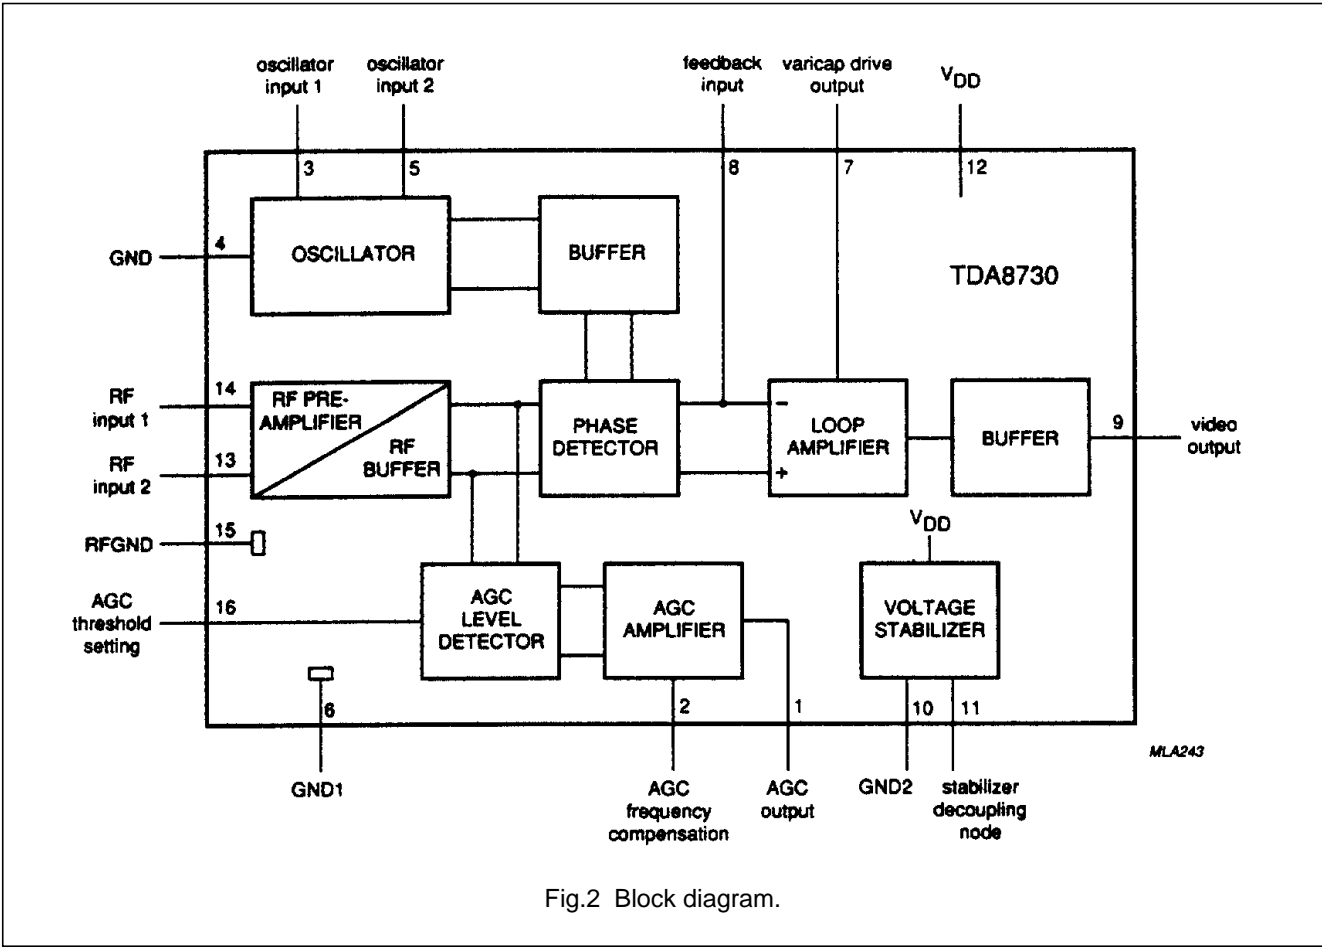 oscillator
input 1
oscillator
input 2
feedback
input
varicap drive
output
VDD
3
5
8
7
12
4
GND
OSCILLATOR
BUFFER
TDA8730
14
RF
input 1
RF PRE-
AMPLIFIER
RF
BUFFER
13
RF
input 2
PHASE
DETECTOR
−
+
LOOP
AMPLIFIER
BUFFER
9
video
output
15
RFGND
VDD
AGC
threshold
setting
16
AGC
LEVEL
DETECTOR
AGC
AMPLIFIER
VOLTAGE
STABILIZER
6
2
1
10
11
MLA243
GND1
AGC
frequency
compensation
AGC
output
GND2
stabilizer
decoupling
node
Fig.2 Block diagram.